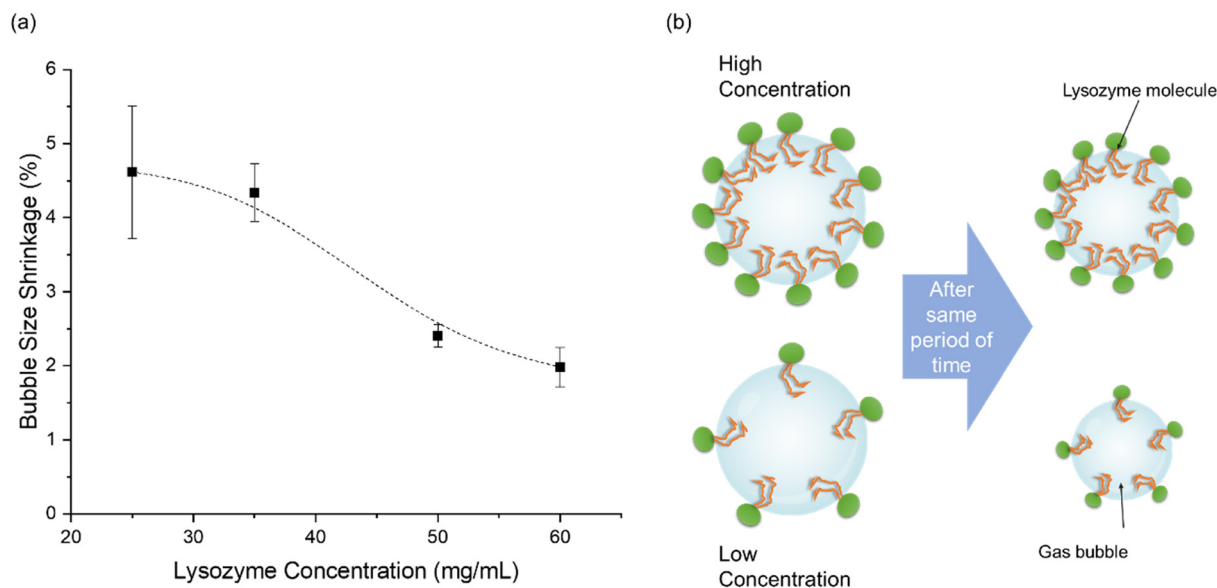 (a)
6
5
4
3
2
1
0
Bubble Size Shrinkage (%)
20
30
40
50
60
Lysozyme Concentration (mg/mL)
(b)
High
Concentration
Lysozyme molecule
After
same
period of
time
Low
Concentration
Gas bubble